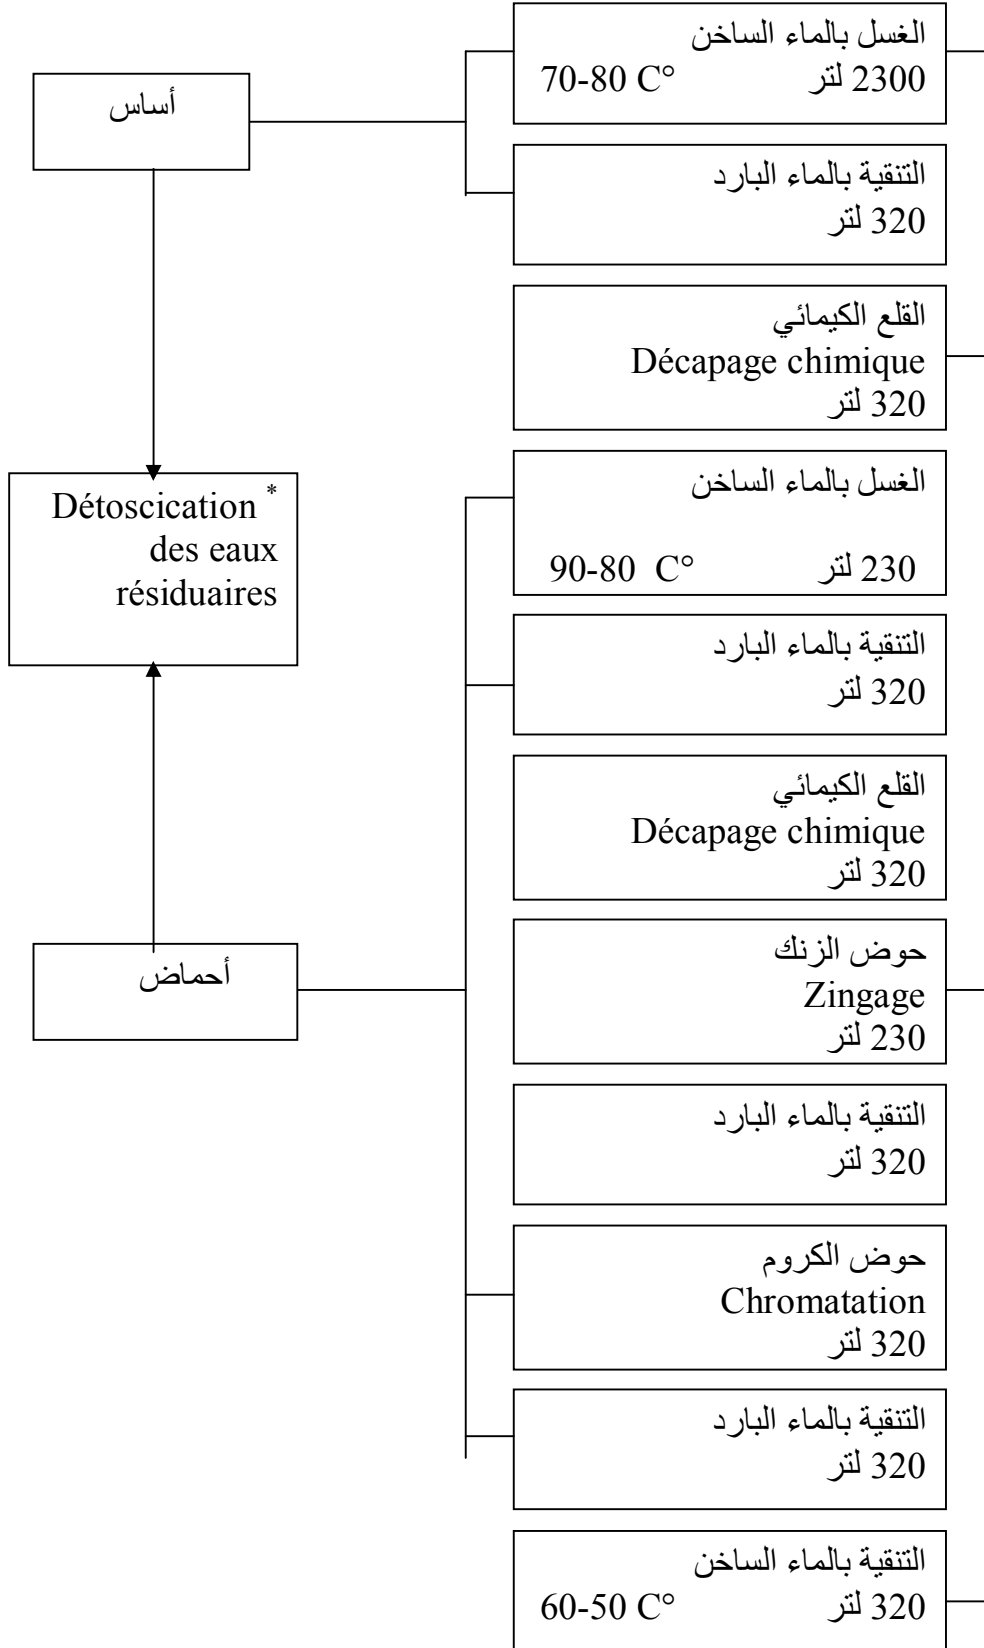 الغسل بالماء الساخن
2300 لتر 70-80 C°
أساس
التنقية بالماء البارد
320 لتر
القلع الكيمائي
Décapage chimique
320 لتر
الغسل بالماء الساخن
230 لتر 90-80 C°
Détoscication *
des eaux
résiduaires
التنقية بالماء البارد
320 لتر
القلع الكيمائي
Décapage chimique
320 لتر
حوض الزنك
Zingage
230 لتر
أحماض
التنقية بالماء البارد
320 لتر
حوض الكروم
Chromatation
320 لتر
التنقية بالماء البارد
320 لتر
التنقية بالماء الساخن
320 لتر 60-50 C°